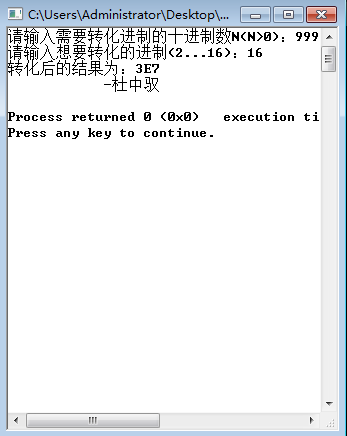 C:\Users\Administrator\Desktop\...
请输入需要转化进制的十进制数N(N>0)：999
请输入想要转化的进制(2...16)：16
转化后的结果为：3E7
-杜中驭
Process returned 0 (0x0)   execution ti
Press any key to continue.